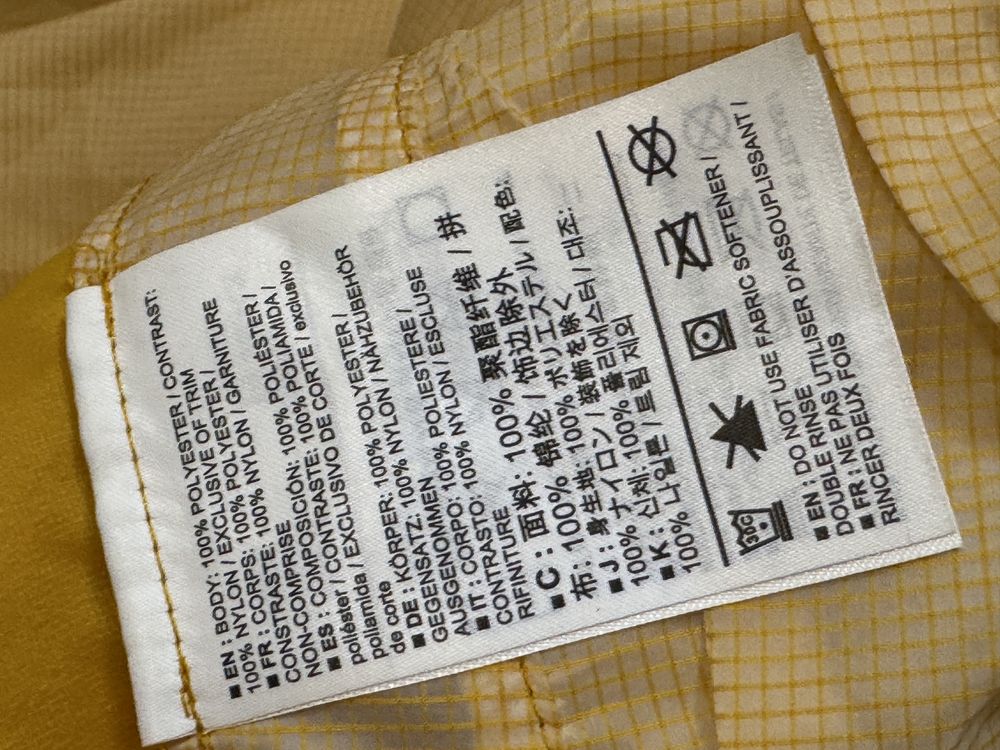 ■ EN : BODY: 100% POLYESTER / CONTRAST:
100% NYLON / EXCLUSIVE OF TRIM
■ FR : CORPS: 100% POLYESTER /
CONSTRASTE: 100% NYLON / GARNITURE
NON-COMPRISE
■ ES : COMPOSICIÓN: 100% POLIÉSTER /
CONTRASTE: 100% POLIAMIDA /
poliéster / EXCLUSIVO DE CORTE / exclusivo
poliamida /
de corte
■ DE : KÖRPER: 100% POLYESTER /
GEGENSATZ: 100% NYLON / NÄHZUBEHÖR
AUSGENOMMEN
■ IT : CORPO: 100% POLIESTERE /
CONTRASTO: 100% NYLON / ESCLUSE
RIFINITURE
■ C : 面料: 100% 聚酯纤维 / 拼
布: 100% 锦纶 / 饰边除外
■ J : 身生地: 100% ポリエステル / 配色:
100% ナイロン / 装飾を除く
■ K : 신체: 100% 폴리에스터 / 대조:
100% 나일론 / 트림 제외
30C
■ EN : DO NOT USE FABRIC SOFTENER /
DOUBLE RINSE
■ FR : NE PAS UTILISER D'ASSOUPLISSANT /
RINCER DEUX FOIS